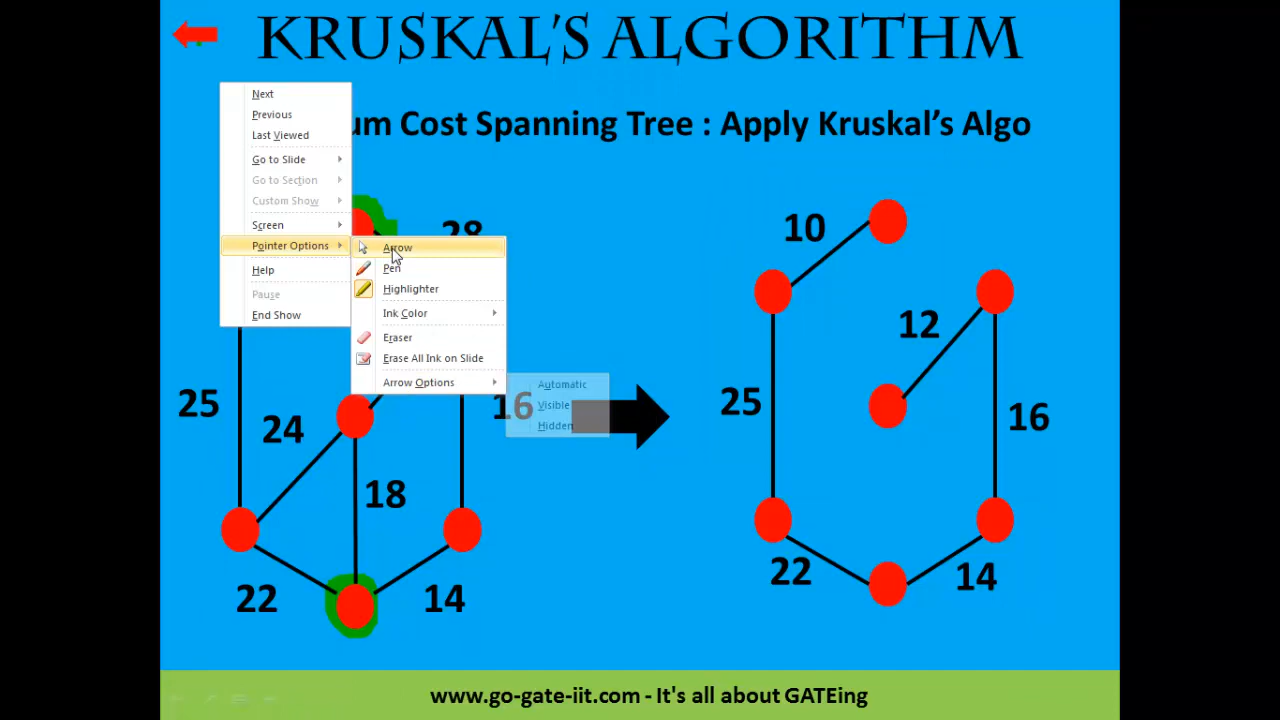 KRUSKAL'S ALGORITHM
um Cost Spanning Tree : Apply Kruskal's Algo
Next
Previous
Last Viewed
Go to Slide
Go to Section
Custom Show
Screen
Pointer Options
Help
Pause
End Show
Arrow
Pen
Highlighter
Ink Color
Eraser
Erase All Ink on Slide
Arrow Options
Automatic
Visible
Hidden
28
25
24
16
18
22
14
10
12
25
16
22
14
www.go-gate-iit.com - It's all about GATEing